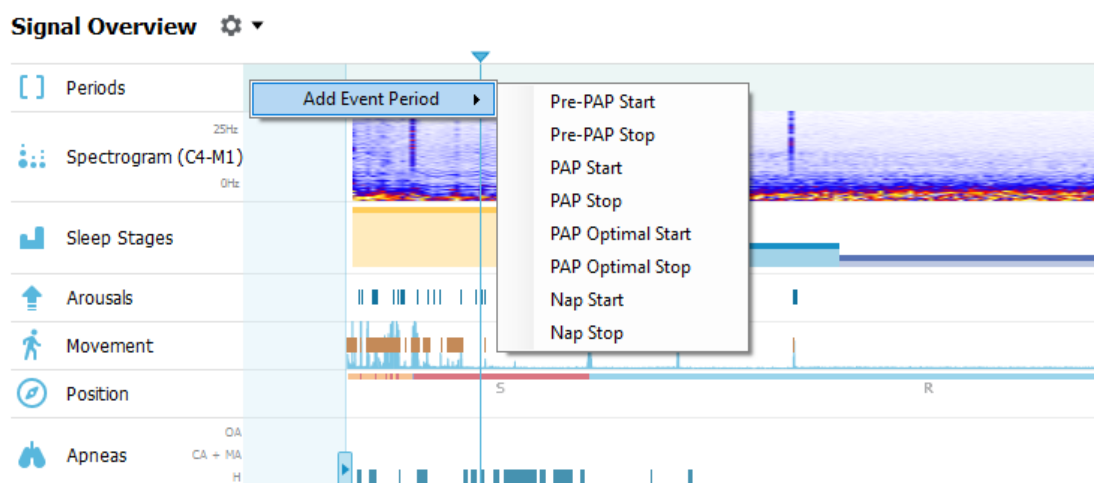 Signal Overview
Periods
Add Event Period
Pre-PAP Start
Pre-PAP Stop
PAP Start
PAP Stop
PAP Optimal Start
PAP Optimal Stop
Nap Start
Nap Stop
25Hz
Spectrogram (C4-M1)
0Hz
Sleep Stages
Arousals
Movement
Position
S
R
OA
Apneas
CA + MA
H